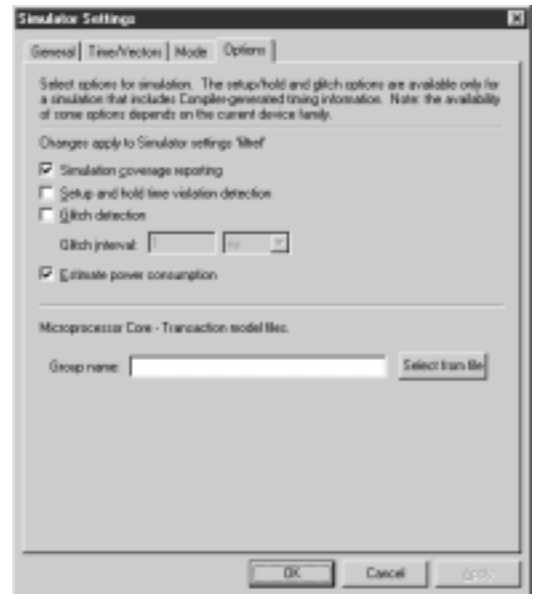 Simulator Settings
General Time/Vectors Mode Options
Select options for simulation. The setup/hold and glitch options are available only for
a simulation that includes Compiler-generated timing information. Note: the availability
of some options depends on the current device family.
Changes apply to Simulator settings 'filtref'
Simulation coverage reporting
Setup and hold time violation detection
Glitch detection
Glitch interval: 1 ns
Estimate power consumption
Microprocessor Core - Transaction model files.
Group name: Select from file
OK Cancel Apply